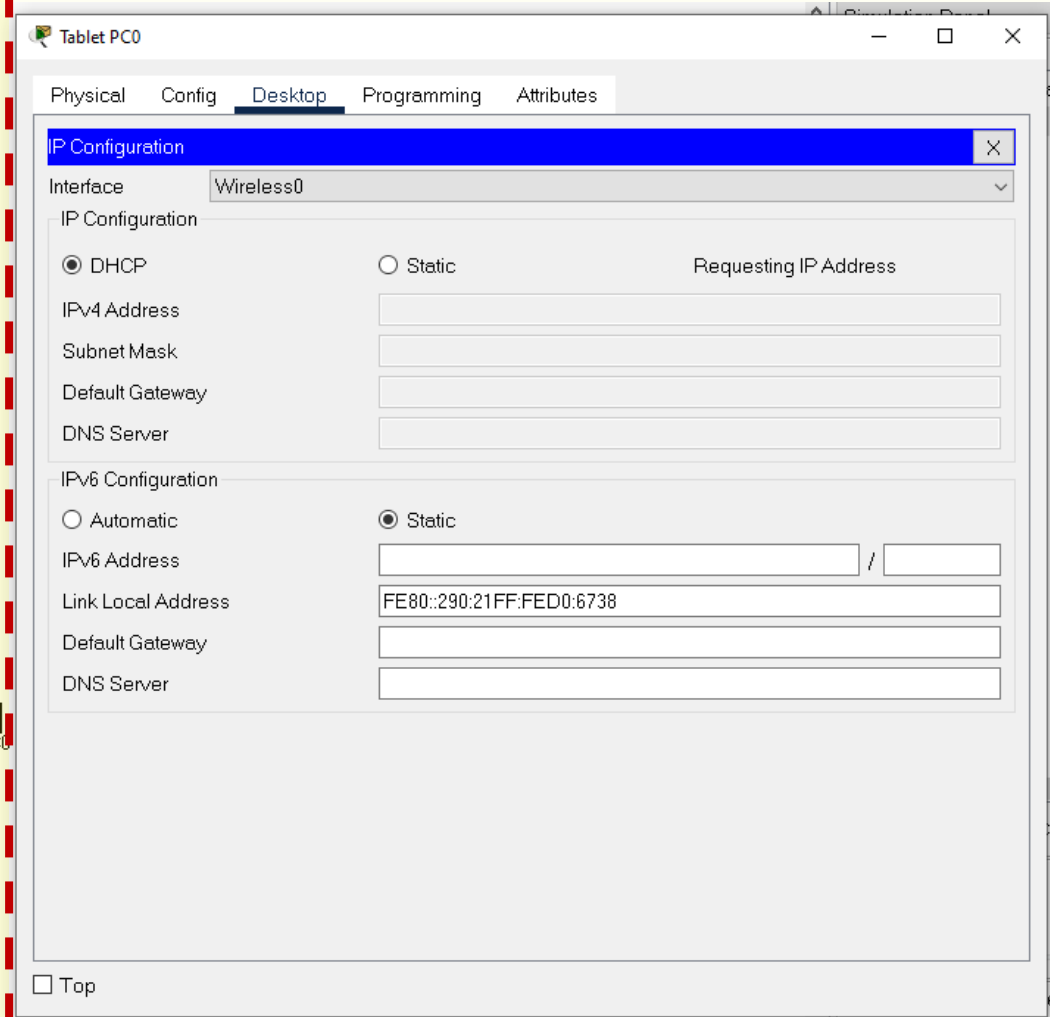 Simulation Panel
Tablet PC0
Physical Config Desktop Programming Attributes
IP Configuration X
Interface Wireless0
IP Configuration
DHCP Static Requesting IP Address
IPv4 Address
Subnet Mask
Default Gateway
DNS Server
IPv6 Configuration
Automatic Static
IPv6 Address /
Link Local Address FE80::290:21FF:FED0:6738
Default Gateway
DNS Server
Top